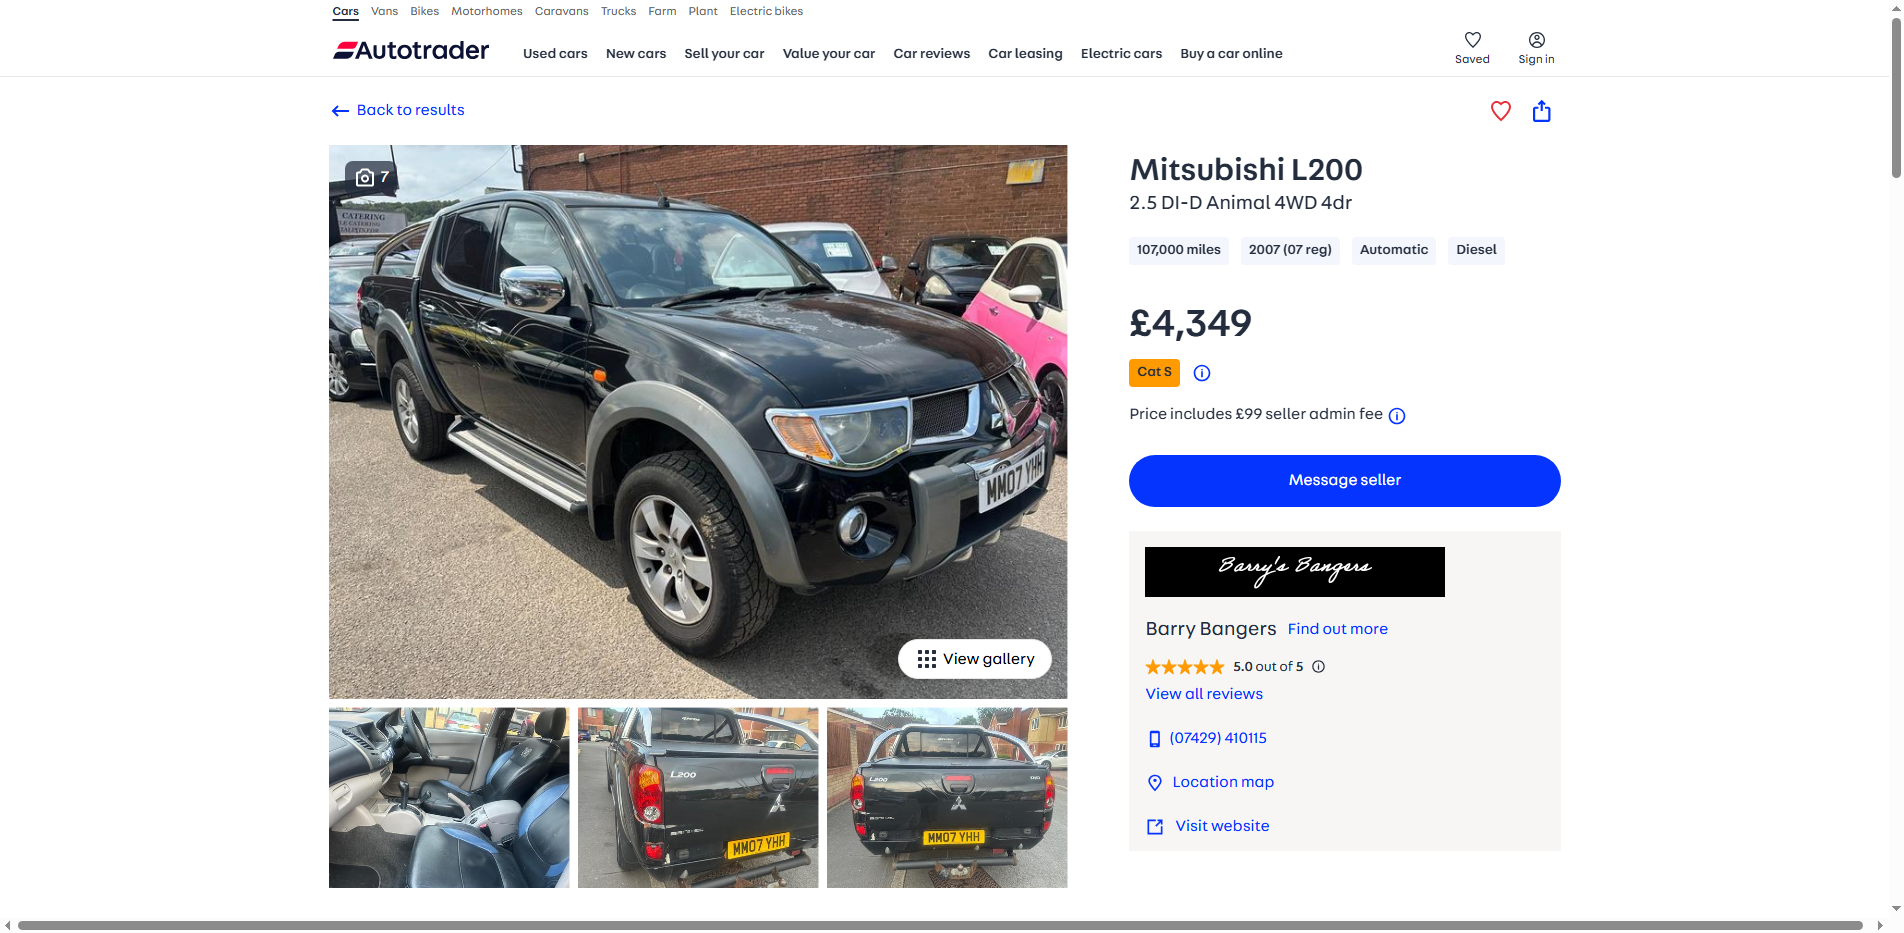 Cars Vans Bikes Motorhomes Caravans Trucks Farm Plant Electric bikes
Autotrader Used cars New cars Sell your car Value your car Car reviews Car leasing Electric cars Buy a car online Saved Sign in
Back to results
7
CATERING
MM07 YHH
View gallery
L200
MM07 YHH
L200
MM07 YHH
Mitsubishi L200
2.5 DI-D Animal 4WD 4dr
107,000 miles 2007 (07 reg) Automatic Diesel
£4,349
Cat S
Price includes £99 seller admin fee
Message seller
Barry's Bangers
Barry Bangers Find out more
5.0 out of 5
View all reviews
(07429) 410115
Location map
Visit website